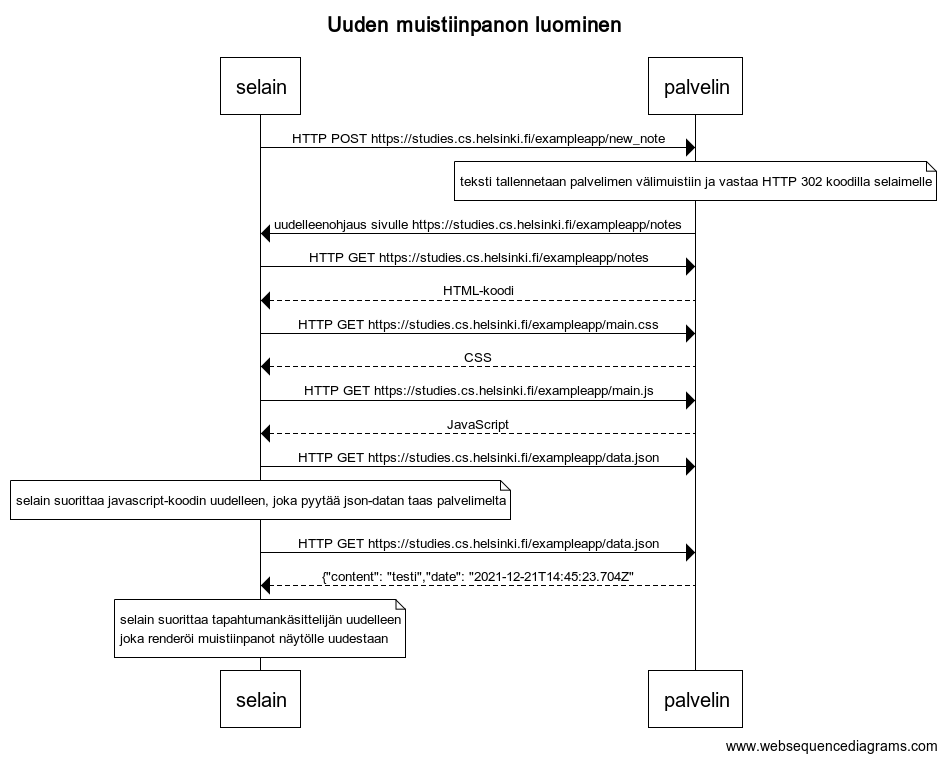 Uuden muistiinpanon luominen
selain
palvelin
HTTP POST https://studies.cs.helsinki.fi/exampleapp/new_note
teksti tallennetaan palvelimen välimuistiin ja vastaa HTTP 302 koodilla selaimelle
uudelleenohjaus sivulle https://studies.cs.helsinki.fi/exampleapp/notes
HTTP GET https://studies.cs.helsinki.fi/exampleapp/notes
HTML-koodi
HTTP GET https://studies.cs.helsinki.fi/exampleapp/main.css
CSS
HTTP GET https://studies.cs.helsinki.fi/exampleapp/main.js
JavaScript
HTTP GET https://studies.cs.helsinki.fi/exampleapp/data.json
selain suorittaa javascript-koodin uudelleen, joka pyytää json-datan taas palvelimelta
HTTP GET https://studies.cs.helsinki.fi/exampleapp/data.json
{"content": "testi","date": "2021-12-21T14:45:23.704Z"
selain suorittaa tapahtumankäsittelijän uudelleen
joka renderöi muistiinpanot näytölle uudestaan
selain
palvelin
www.websequencediagrams.com